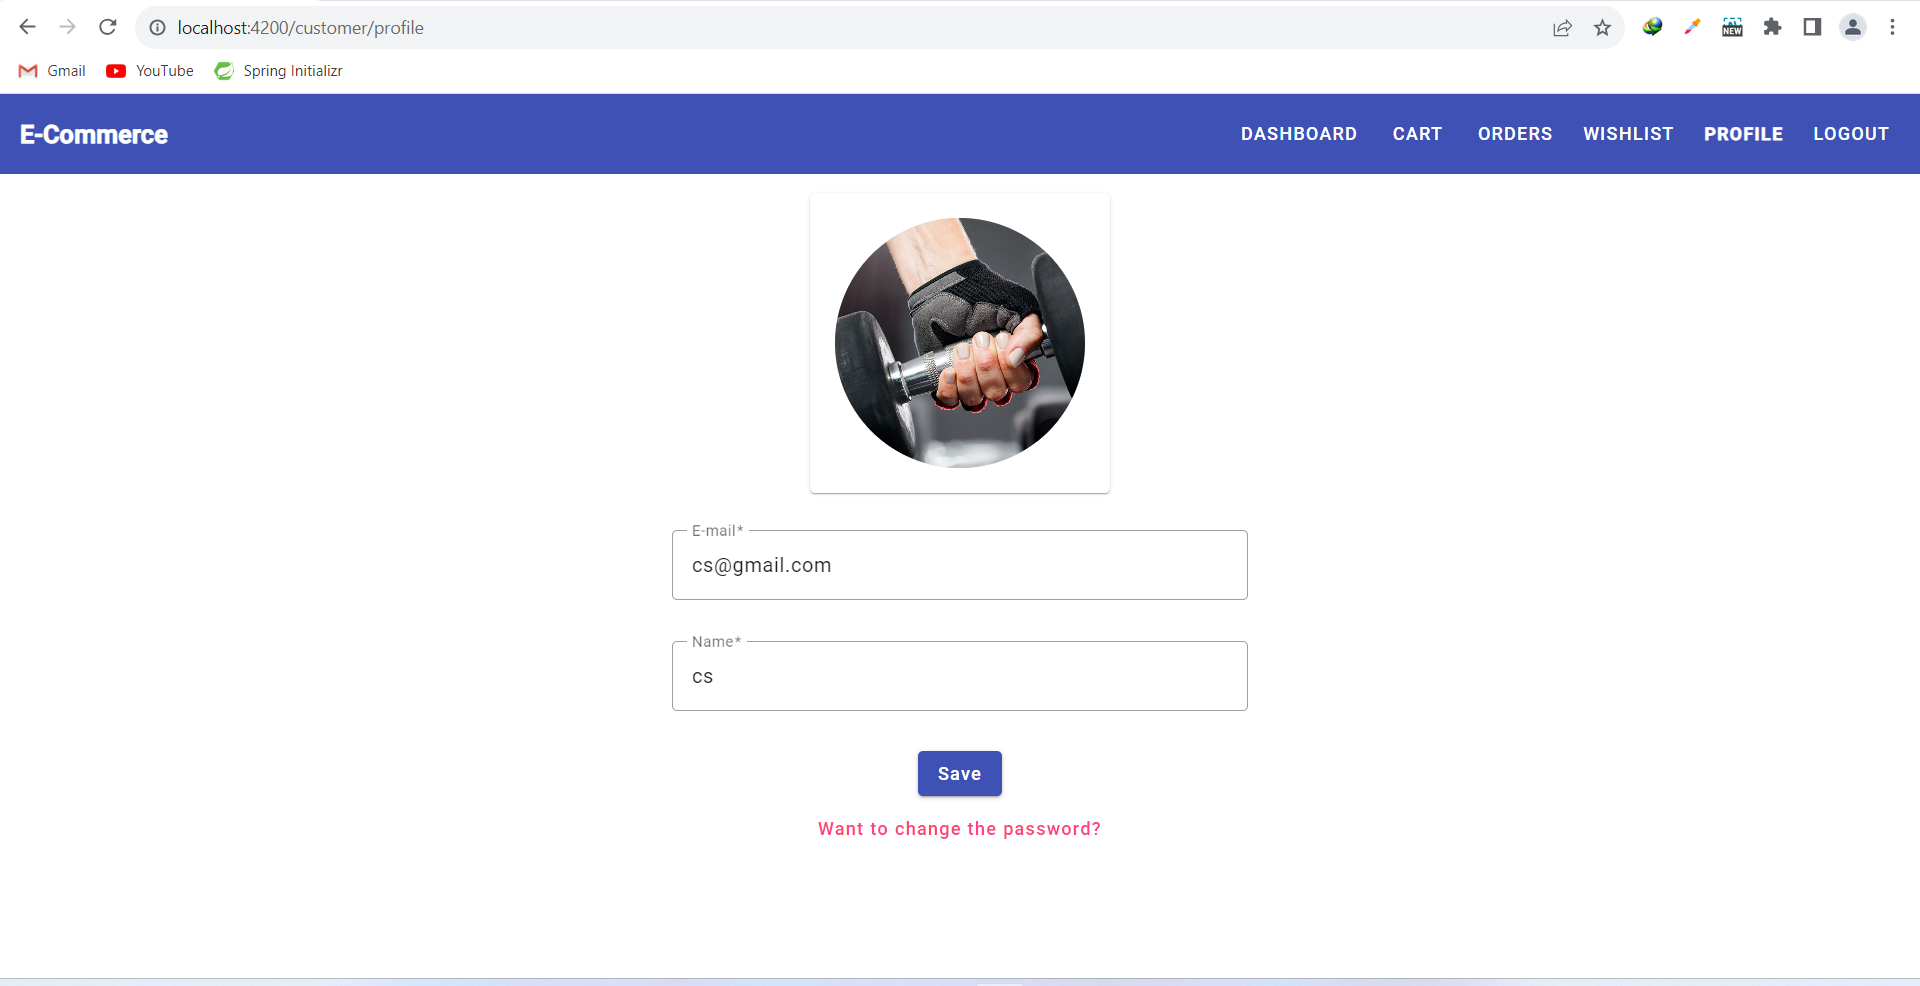 localhost:4200/customer/profile
NEW
Gmail YouTube Spring Initializr
E-Commerce DASHBOARD CART ORDERS WISHLIST PROFILE LOGOUT
E-mail*
cs@gmail.com
Name*
cs
Save
Want to change the password?